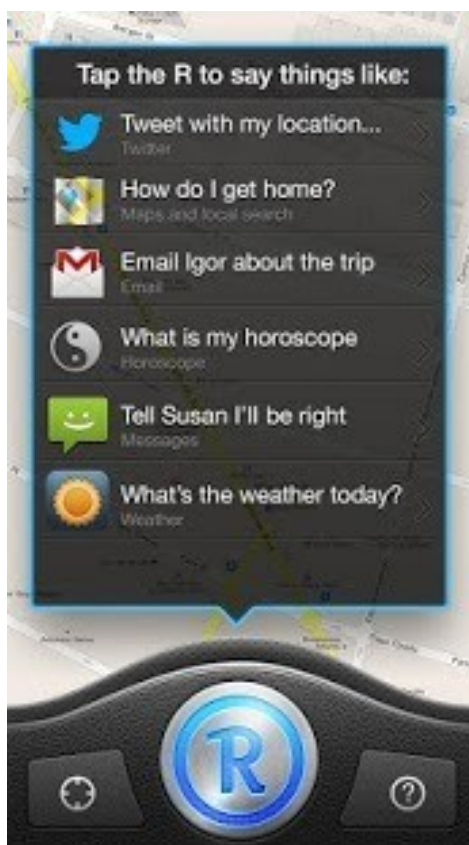 Tap the R to say things like:
Tweet with my location...
Twitter
How do I get home?
Maps and local search
Email Igor about the trip
Email
What is my horoscope
Horoscope
Tell Susan I'll be right
Messages
What's the weather today?
Weather
R
?